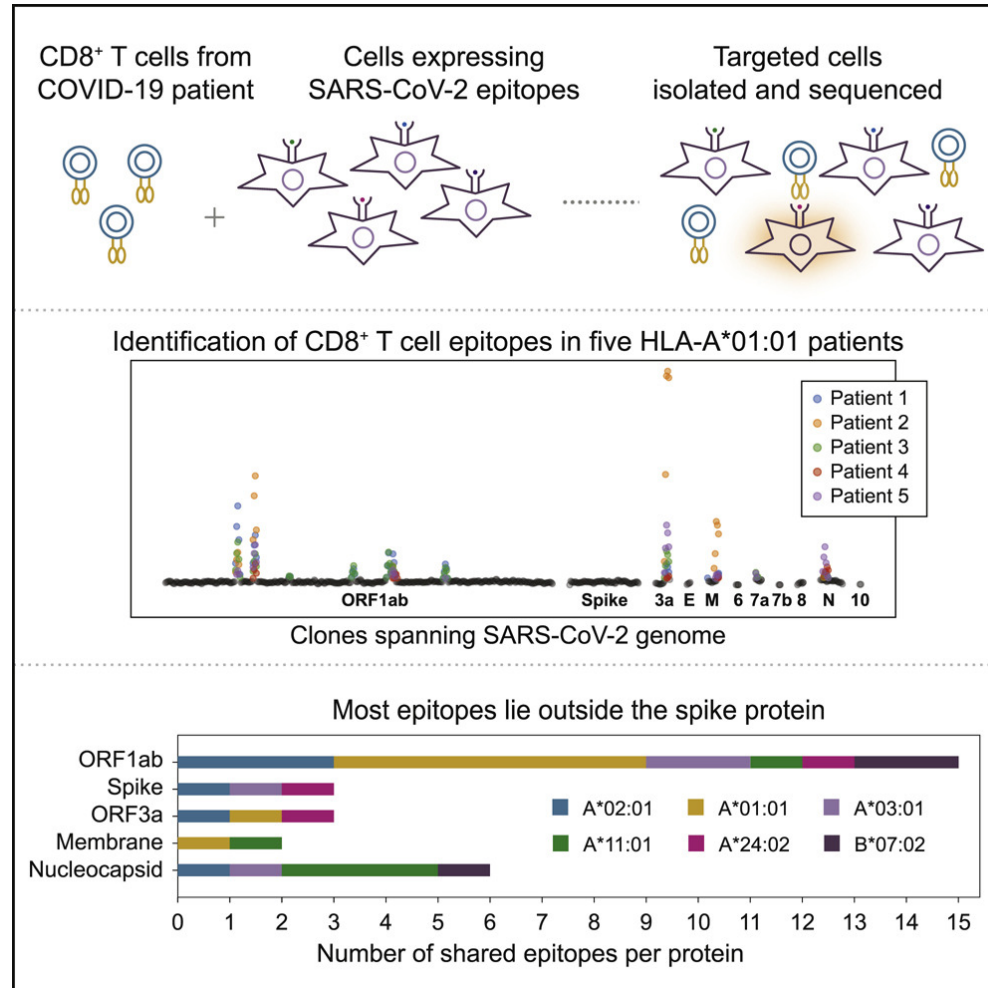 CD8⁺ T cells from
COVID-19 patient
Cells expressing
SARS-CoV-2 epitopes
Targeted cells
isolated and sequenced
+
Identification of CD8⁺ T cell epitopes in five HLA-A*01:01 patients
Patient 1
Patient 2
Patient 3
Patient 4
Patient 5
ORF1ab Spike 3a E M 6 7a 7b 8 N 10
Clones spanning SARS-CoV-2 genome
Most epitopes lie outside the spike protein
ORF1ab
Spike
ORF3a
Membrane
Nucleocapsid
A*02:01 A*01:01 A*03:01
A*11:01 A*24:02 B*07:02
0 1 2 3 4 5 6 7 8 9 10 11 12 13 14 15
Number of shared epitopes per protein